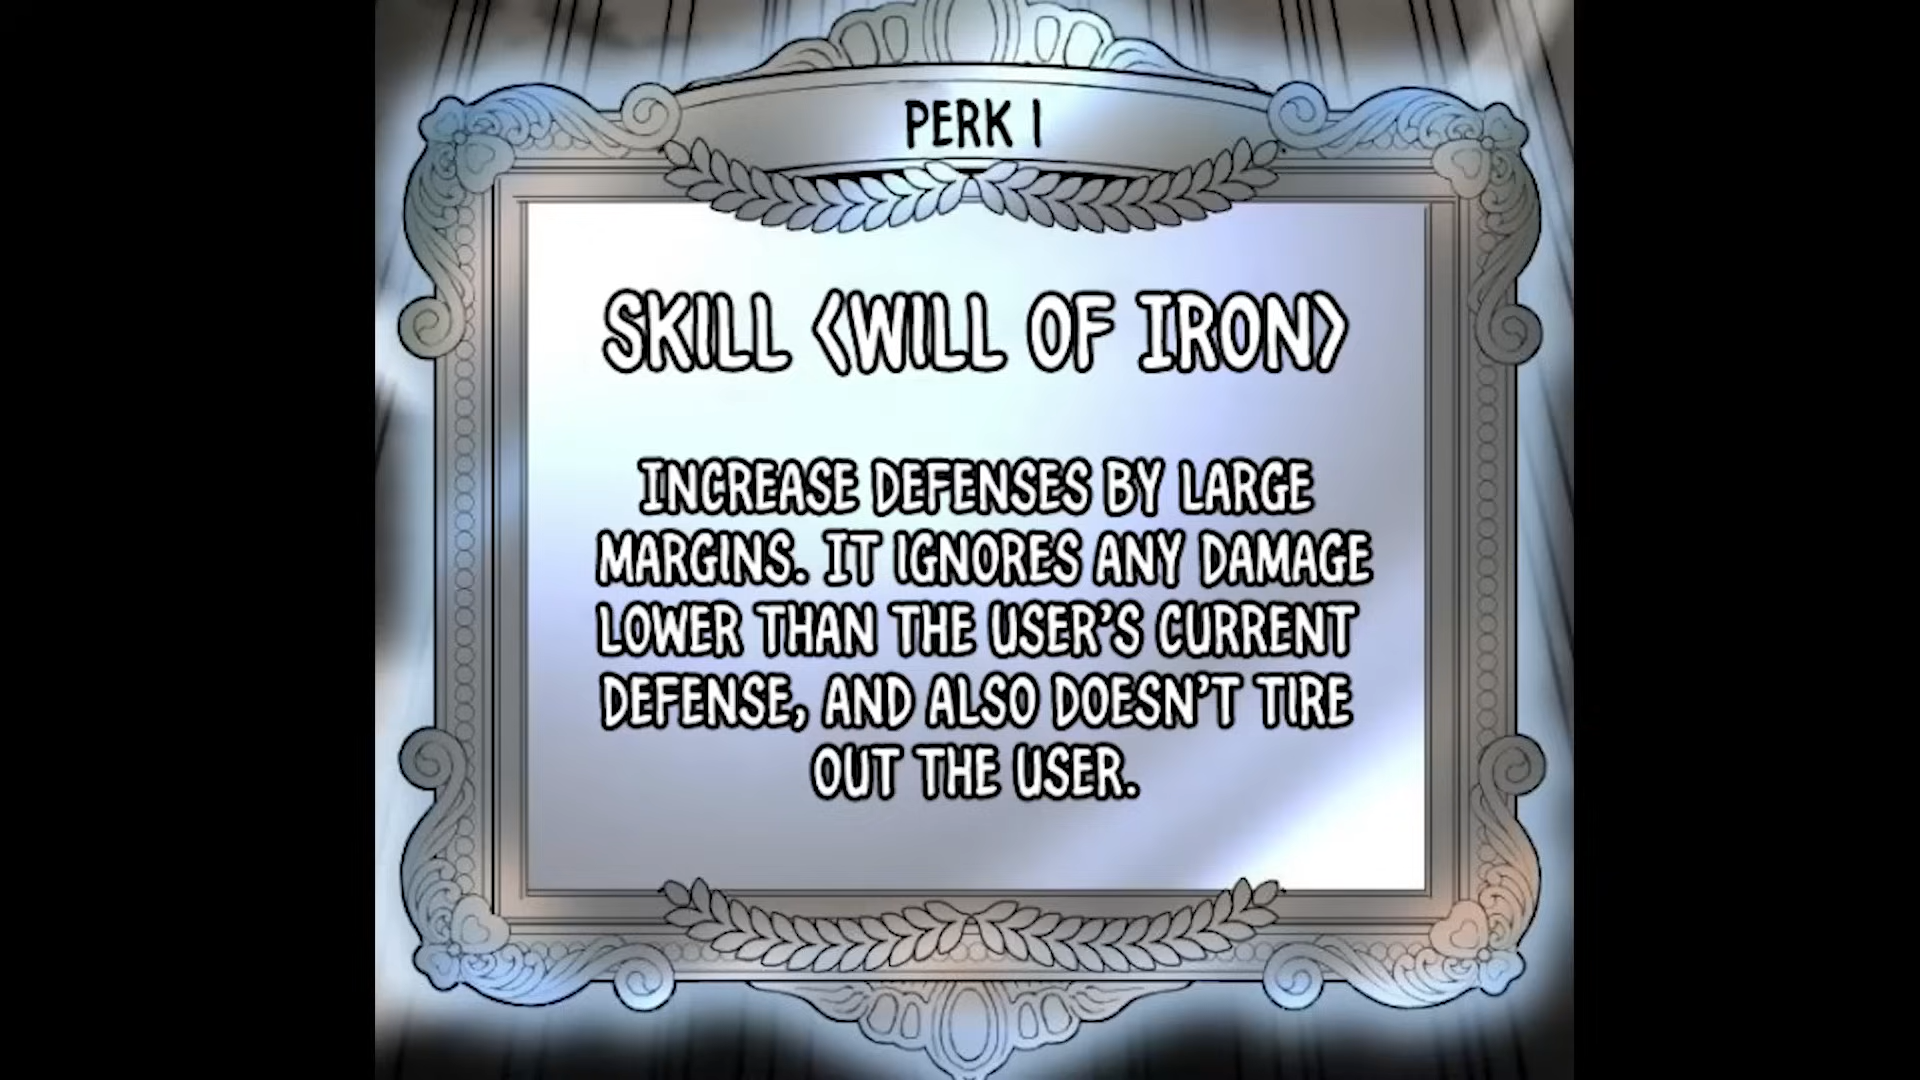 PERK 1
SKILL <WILL OF IRON>
INCREASE DEFENSES BY LARGE
MARGINS. IT IGNORES ANY DAMAGE
LOWER THAN THE USER'S CURRENT
DEFENSE, AND ALSO DOESN'T TIRE
OUT THE USER.